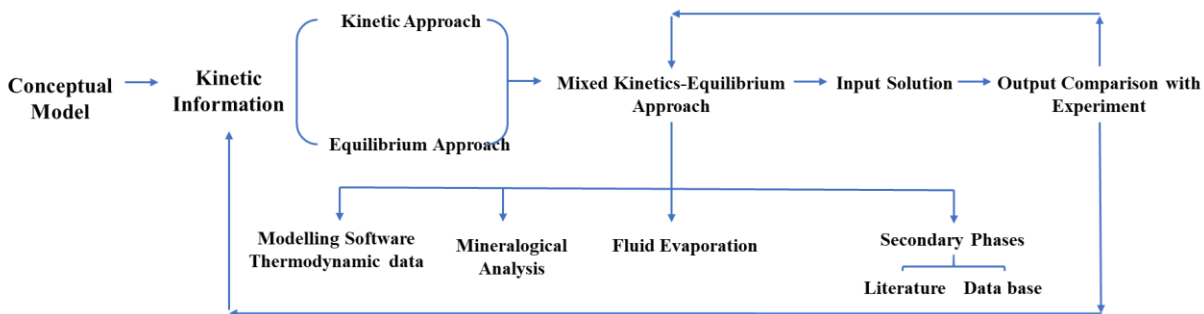 Conceptual
Model
Kinetic
Information
Kinetic Approach
Equilibrium Approach
Mixed Kinetics-Equilibrium
Approach
Input Solution
Output Comparison with
Experiment
Modelling Software
Thermodynamic data
Mineralogical
Analysis
Fluid Evaporation
Secondary Phases
Literature
Data base